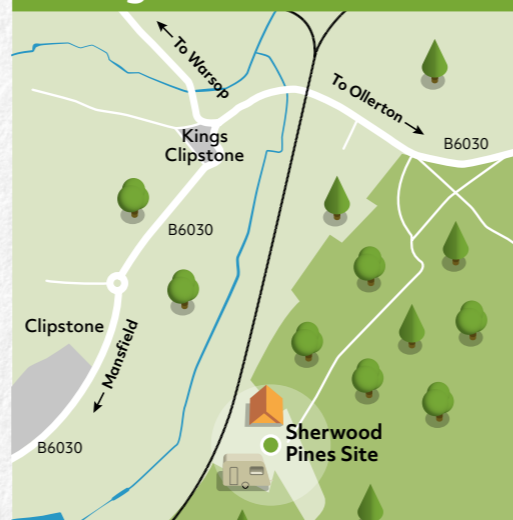 ← To Warsop
To Ollerton →
B6030
Kings
Clipstone
B6030
Clipstone
← Mansfield
B6030
Sherwood
Pines Site